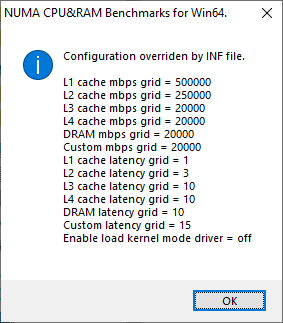 NUMA CPU&RAM Benchmarks for Win64.
Configuration overriden by INF file.
L1 cache mbps grid = 500000
L2 cache mbps grid = 250000
L3 cache mbps grid = 20000
L4 cache mbps grid = 20000
DRAM mbps grid = 20000
Custom mbps grid = 20000
L1 cache latency grid = 1
L2 cache latency grid = 3
L3 cache latency grid = 10
L4 cache latency grid = 10
DRAM latency grid = 10
Custom latency grid = 15
Enable load kernel mode driver = off
OK